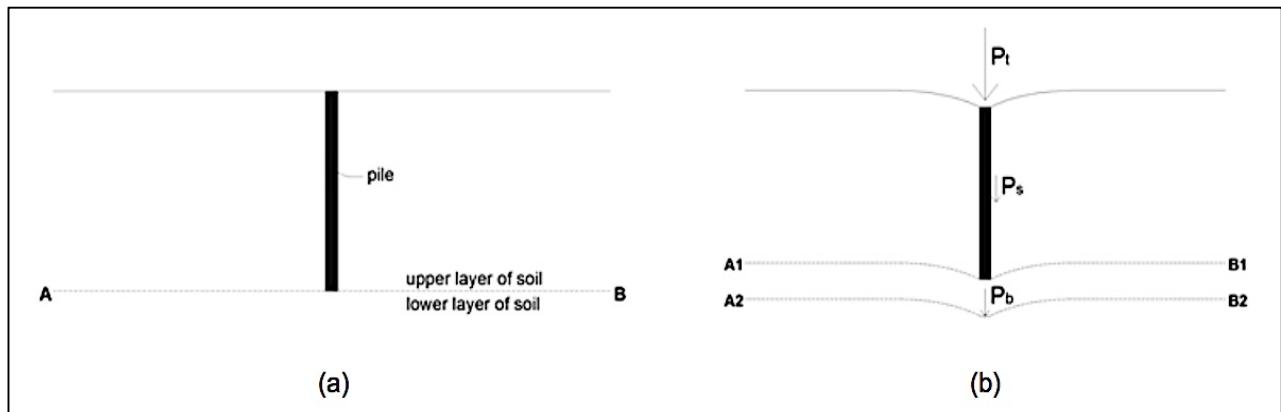 pile
upper layer of soil
A
B
lower layer of soil
(a)
Pt
Ps
A1
B1
Pb
A2
B2
(b)